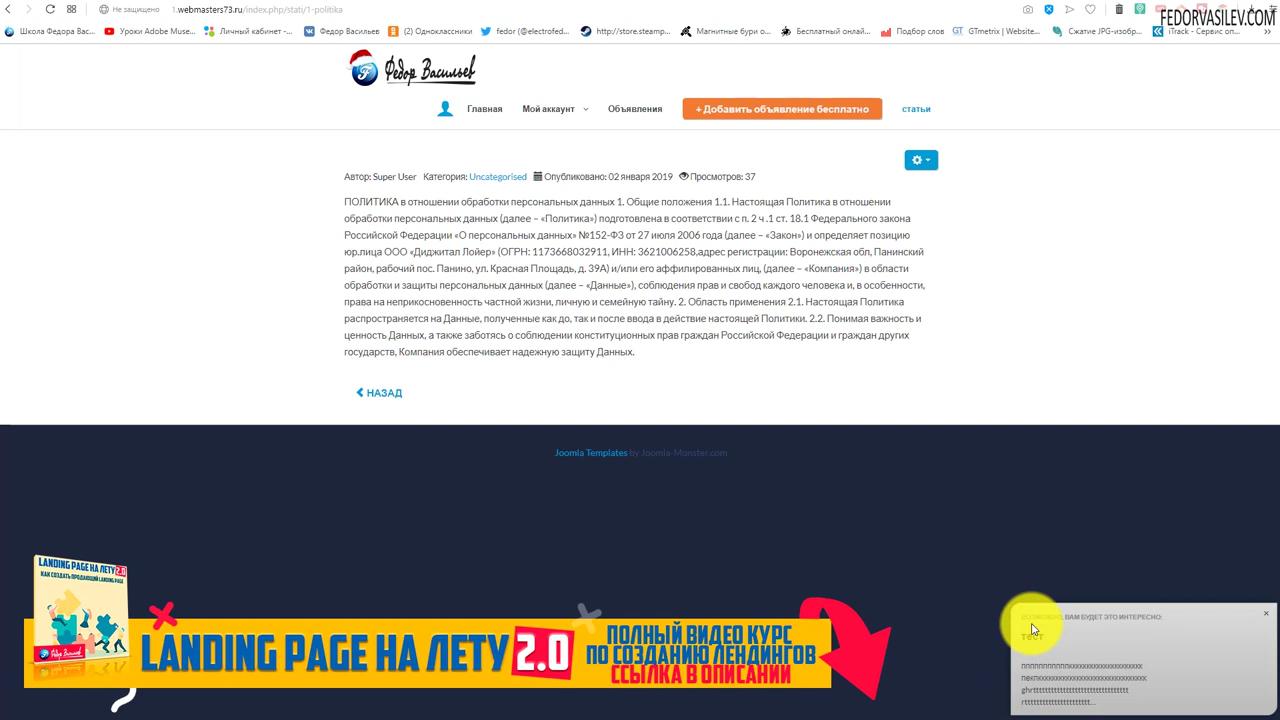 Не защищено 1.webmasters73.ru/index.php/stati/1-politika
FEDORVASILEV.COM
Школа Федора Вас... Уроки Adobe Muse... Личный кабинет -... Федор Васильев (2) Одноклассники fedor (@electrofed... http://store.steamp... Магнитные бури о... Бесплатный онлай... Подбор слов GTmetrix | Website... Сжатие JPG-изобр... iTrack - Сервис оп...
Федор Васильев
Главная Мой аккаунт Объявления + Добавить объявление бесплатно статьи
Автор: Super User Категория: Uncategorised Опубликовано: 02 января 2019 Просмотров: 37
ПОЛИТИКА в отношении обработки персональных данных 1. Общие положения 1.1. Настоящая Политика в отношении
обработки персональных данных (далее – «Политика») подготовлена в соответствии с п. 2 ч .1 ст. 18.1 Федерального закона
Российской Федерации «О персональных данных» №152-ФЗ от 27 июля 2006 года (далее – «Закон») и определяет позицию
юр.лица ООО «Диджитал Лойер» (ОГРН: 1173668032911, ИНН: 3621006258,адрес регистрации: Воронежская обл, Панинский
район, рабочий пос. Панино, ул. Красная Площадь, д. 39А) и/или его аффилированных лиц, (далее – «Компания») в области
обработки и защиты персональных данных (далее – «Данные»), соблюдения прав и свобод каждого человека и, в особенности,
права на неприкосновенность частной жизни, личную и семейную тайну. 2. Область применения 2.1. Настоящая Политика
распространяется на Данные, полученные как до, так и после ввода в действие настоящей Политики. 2.2. Понимая важность и
ценность Данных, а также заботясь о соблюдении конституционных прав граждан Российской Федерации и граждан других
государств, Компания обеспечивает надежную защиту Данных.
НАЗАД
Joomla Templates by Joomla-Monster.com
LANDING PAGE НА ЛЕТУ 2.0
КАК СОЗДАТЬ ПРОДАЮЩИЙ LANDING PAGE
Федор Васильев
LANDING PAGE НА ЛЕТУ 2.0
ПОЛНЫЙ ВИДЕО КУРС
ПО СОЗДАНИЮ ЛЕНДИНГОВ
ССЫЛКА В ОПИСАНИИ
ВОЗМОЖНО, ВАМ БУДЕТ ЭТО ИНТЕРЕСНО:
тест